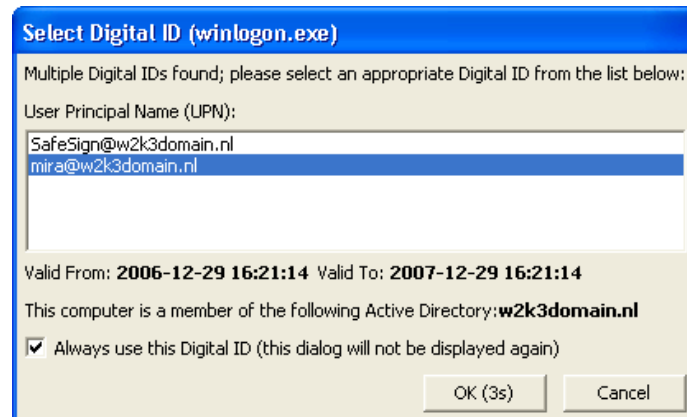 Select Digital ID (winlogon.exe)
Multiple Digital IDs found; please select an appropriate Digital ID from the list below:
User Principal Name (UPN):
SafeSign@w2k3domain.nl
mira@w2k3domain.nl
Valid From: 2006-12-29 16:21:14 Valid To: 2007-12-29 16:21:14
This computer is a member of the following Active Directory:w2k3domain.nl
Always use this Digital ID (this dialog will not be displayed again)
OK (3s) Cancel